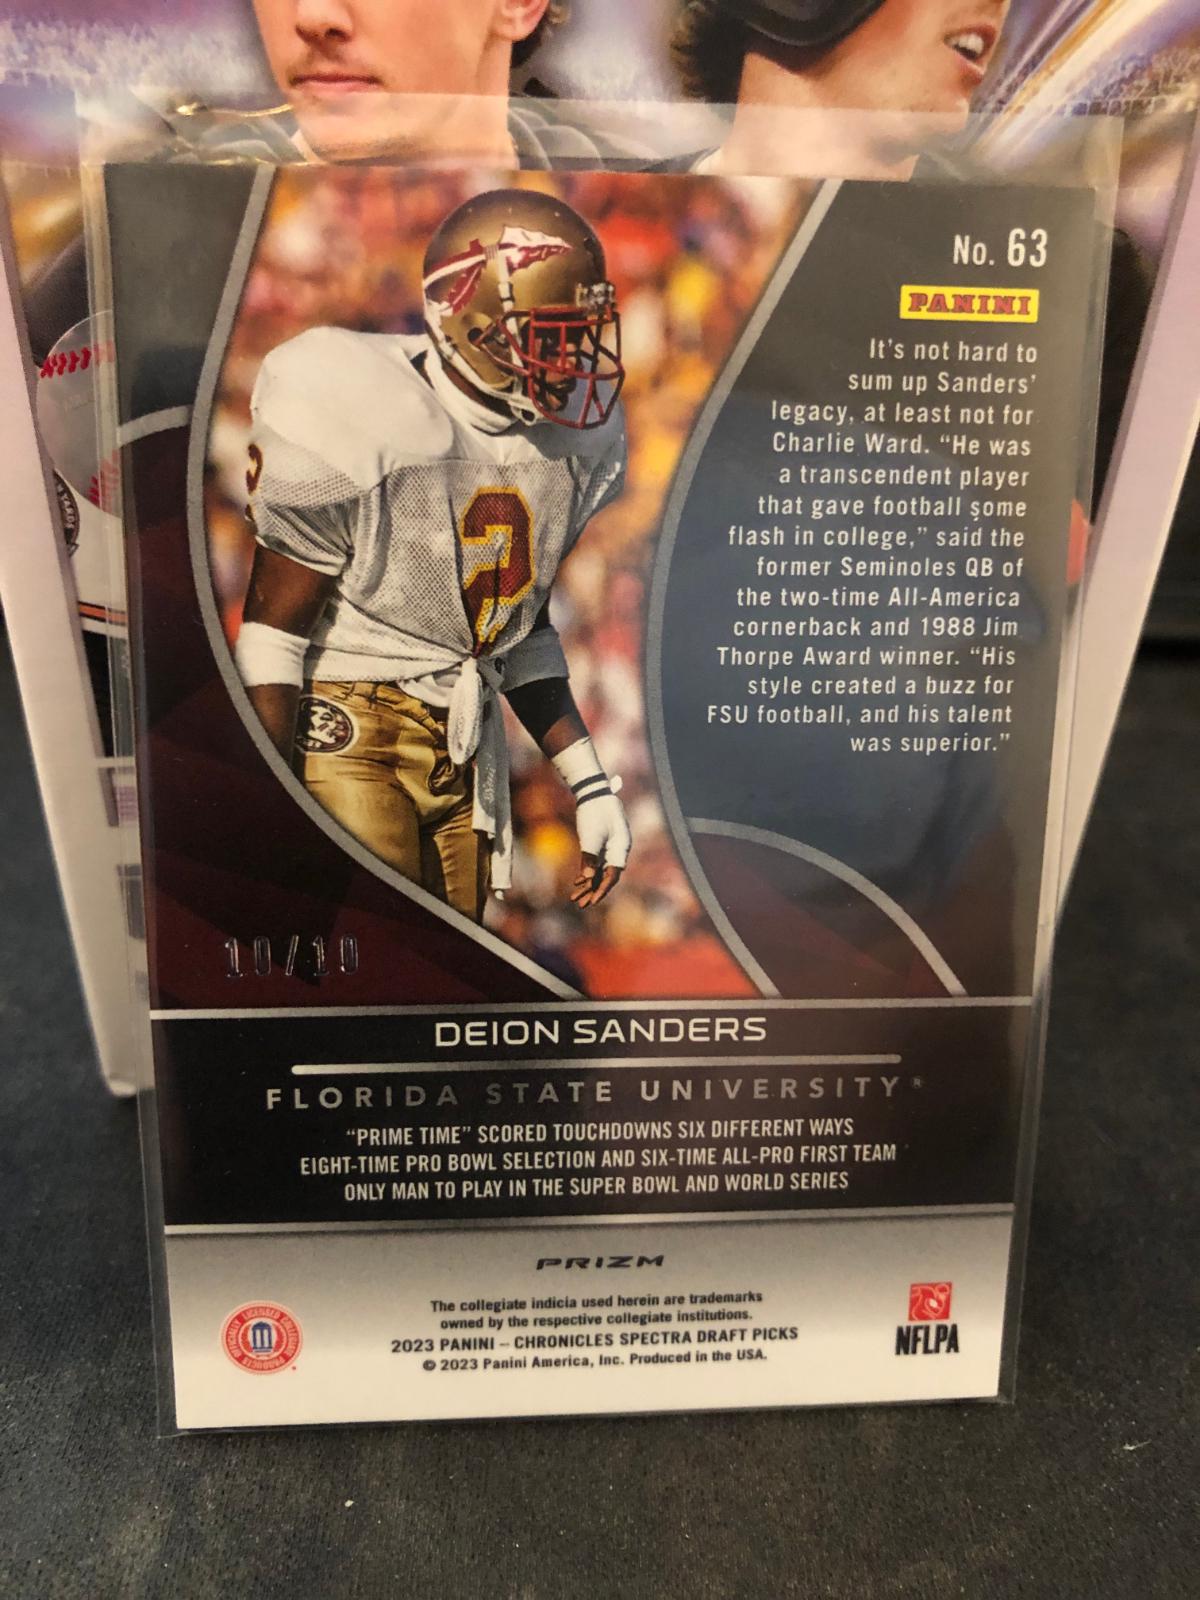 No. 63
PANINI
It's not hard to
sum up Sanders'
legacy, at least not for
Charlie Ward. “He was
a transcendent player
that gave football some
flash in college,” said the
former Seminoles QB of
the two-time All-America
cornerback and 1988 Jim
Thorpe Award winner. “His
style created a buzz for
FSU football, and his talent
was superior.”
2
2
10/10
DEION SANDERS
FLORIDA STATE UNIVERSITY®
“PRIME TIME” SCORED TOUCHDOWNS SIX DIFFERENT WAYS
EIGHT-TIME PRO BOWL SELECTION AND SIX-TIME ALL-PRO FIRST TEAM
ONLY MAN TO PLAY IN THE SUPER BOWL AND WORLD SERIES
PRIZM
The collegiate indicia used herein are trademarks
owned by the respective collegiate institutions.
2023 PANINI – CHRONICLES SPECTRA DRAFT PICKS
© 2023 Panini America, Inc. Produced in the USA.
OFFICIALLY LICENSED COLLEGIATE PRODUCTS
NFLPA